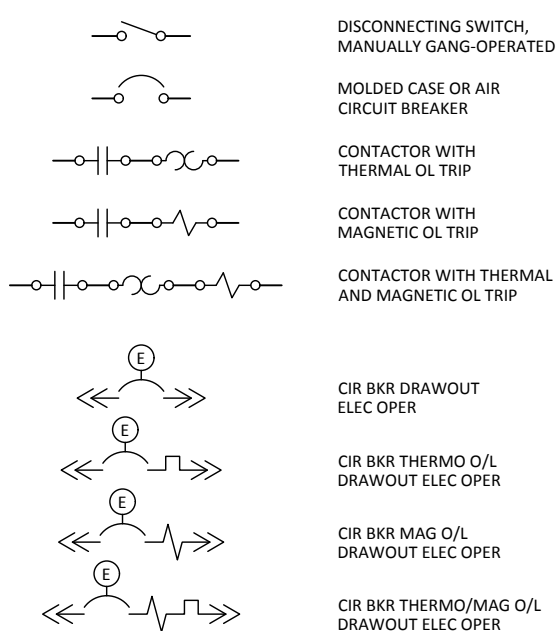 DISCONNECTING SWITCH,
MANUALLY GANG-OPERATED
MOLDED CASE OR AIR
CIRCUIT BREAKER
CONTACTOR WITH
THERMAL OL TRIP
CONTACTOR WITH
MAGNETIC OL TRIP
CONTACTOR WITH THERMAL
AND MAGNETIC OL TRIP
E
CIR BKR DRAWOUT
ELEC OPER
E
CIR BKR THERMO O/L
DRAWOUT ELEC OPER
E
CIR BKR MAG O/L
DRAWOUT ELEC OPER
E
CIR BKR THERMO/MAG O/L
DRAWOUT ELEC OPER